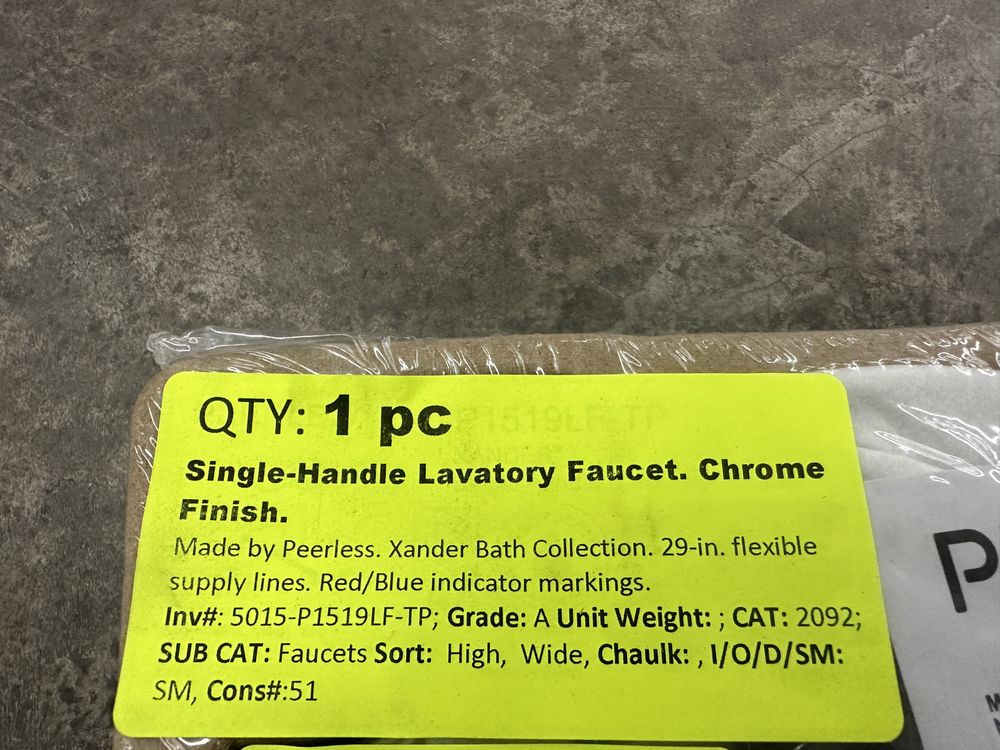 QTY: 1 pc
P1519LF-TP
Single-Handle Lavatory Faucet. Chrome
Finish.
Made by Peerless. Xander Bath Collection. 29-in. flexible
supply lines. Red/Blue indicator markings.
Inv#: 5015-P1519LF-TP; Grade: A Unit Weight: ; CAT: 2092;
SUB CAT: Faucets Sort: High, Wide, Chaulk: , I/O/D/SM:
SM, Cons#:51
P